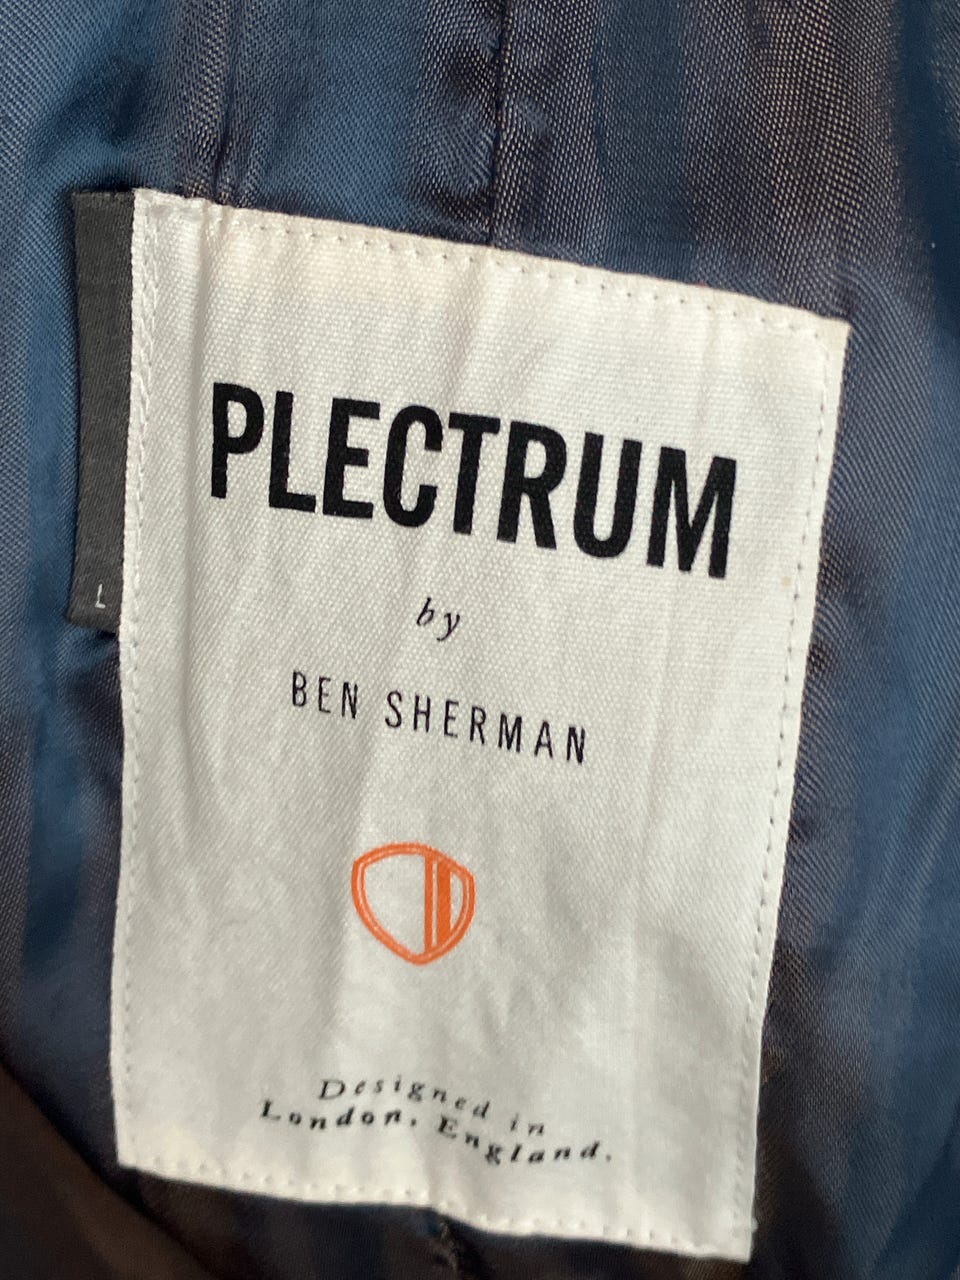 PLECTRUM
by
BEN SHERMAN
Designed in
London, England.
L